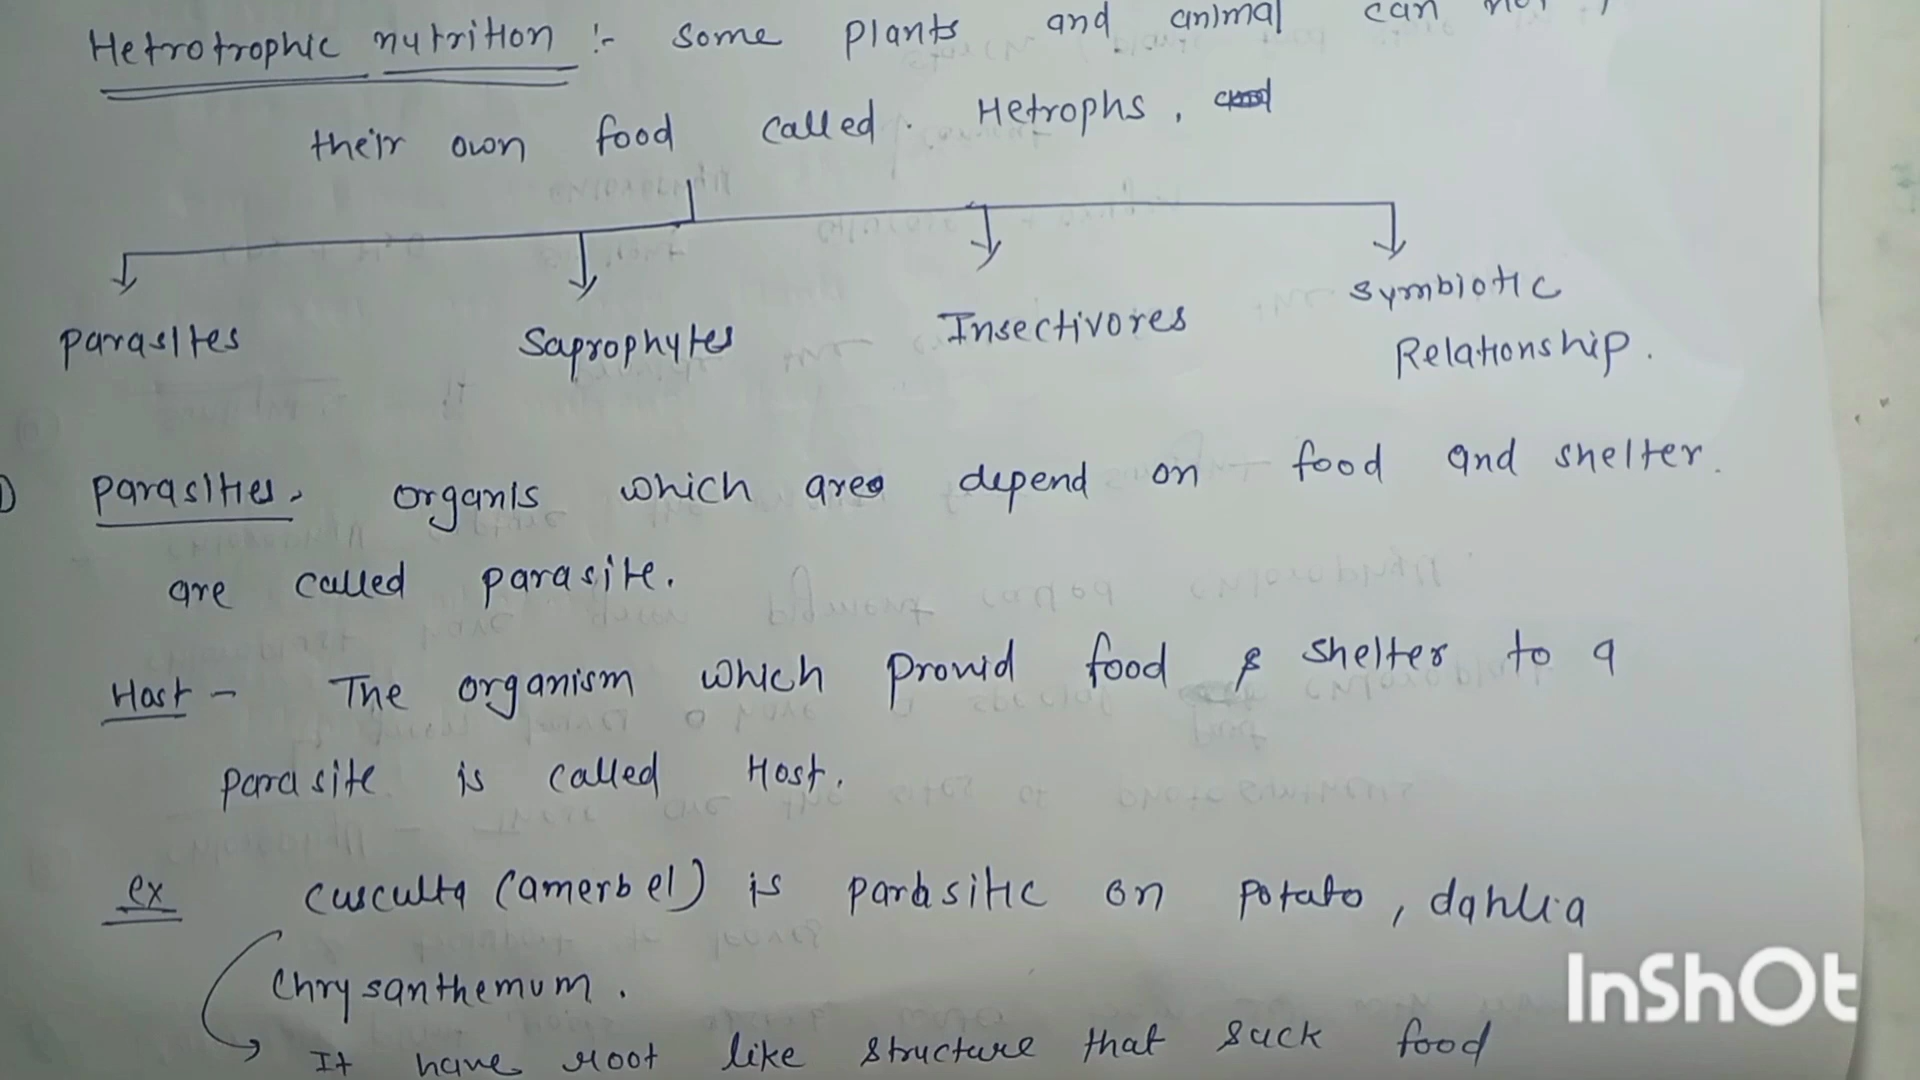 Hetrotrophic nutrition :- some plants and animal can not
their own food called. Hetrophs,
parasites
Saprophytes
Insectivores
symbiotic
Relationship.
1) parasites. organis which are depend on food and shelter.
are called parasite.
Host - The organism which provid food & shelter to a
parasite is called Host.
ex cusculta (amerbel) is parasitic on potato, dahlia
chrysanthemum.
It have root like structure that suck food
InShOt